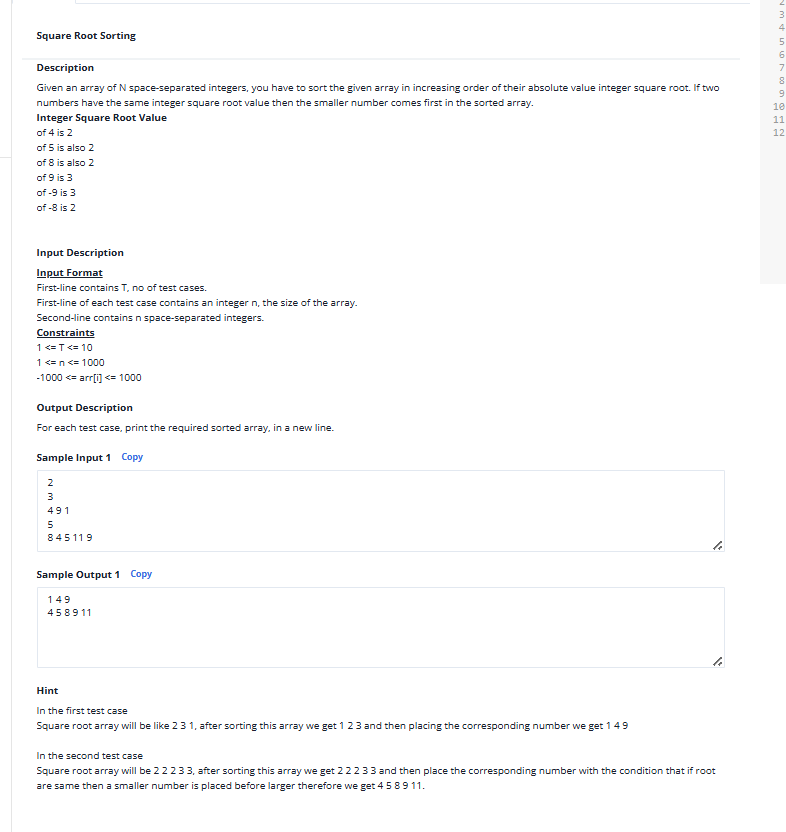 Square Root Sorting
Description
Given an array of N space-separated integers, you have to sort the given array in increasing order of their absolute value integer square root. If two
numbers have the same integer square root value then the smaller number comes first in the sorted array.
Integer Square Root Value
of 4 is 2
of 5 is also 2
of 8 is also 2
of 9 is 3
of -9 is 3
of -8 is 2
Input Description
Input Format
First-line contains T, no of test cases.
First-line of each test case contains an integer n, the size of the array.
Second-line contains n space-separated integers.
Constraints
1 <= T <= 10
1 <= n <= 1000
-1000 <= arr[i] <= 1000
Output Description
For each test case, print the required sorted array, in a new line.
Sample Input 1 Copy
2
3
4 9 1
5
8 4 5 11 9
Sample Output 1 Copy
1 4 9
4 5 8 9 11
Hint
In the first test case
Square root array will be like 2 3 1, after sorting this array we get 1 2 3 and then placing the corresponding number we get 1 4 9
In the second test case
Square root array will be 2 2 2 3 3, after sorting this array we get 2 2 2 3 3 and then place the corresponding number with the condition that if root
are same then a smaller number is placed before larger therefore we get 4 5 8 9 11.
2
3
4
5
6
7
8
9
10
11
12